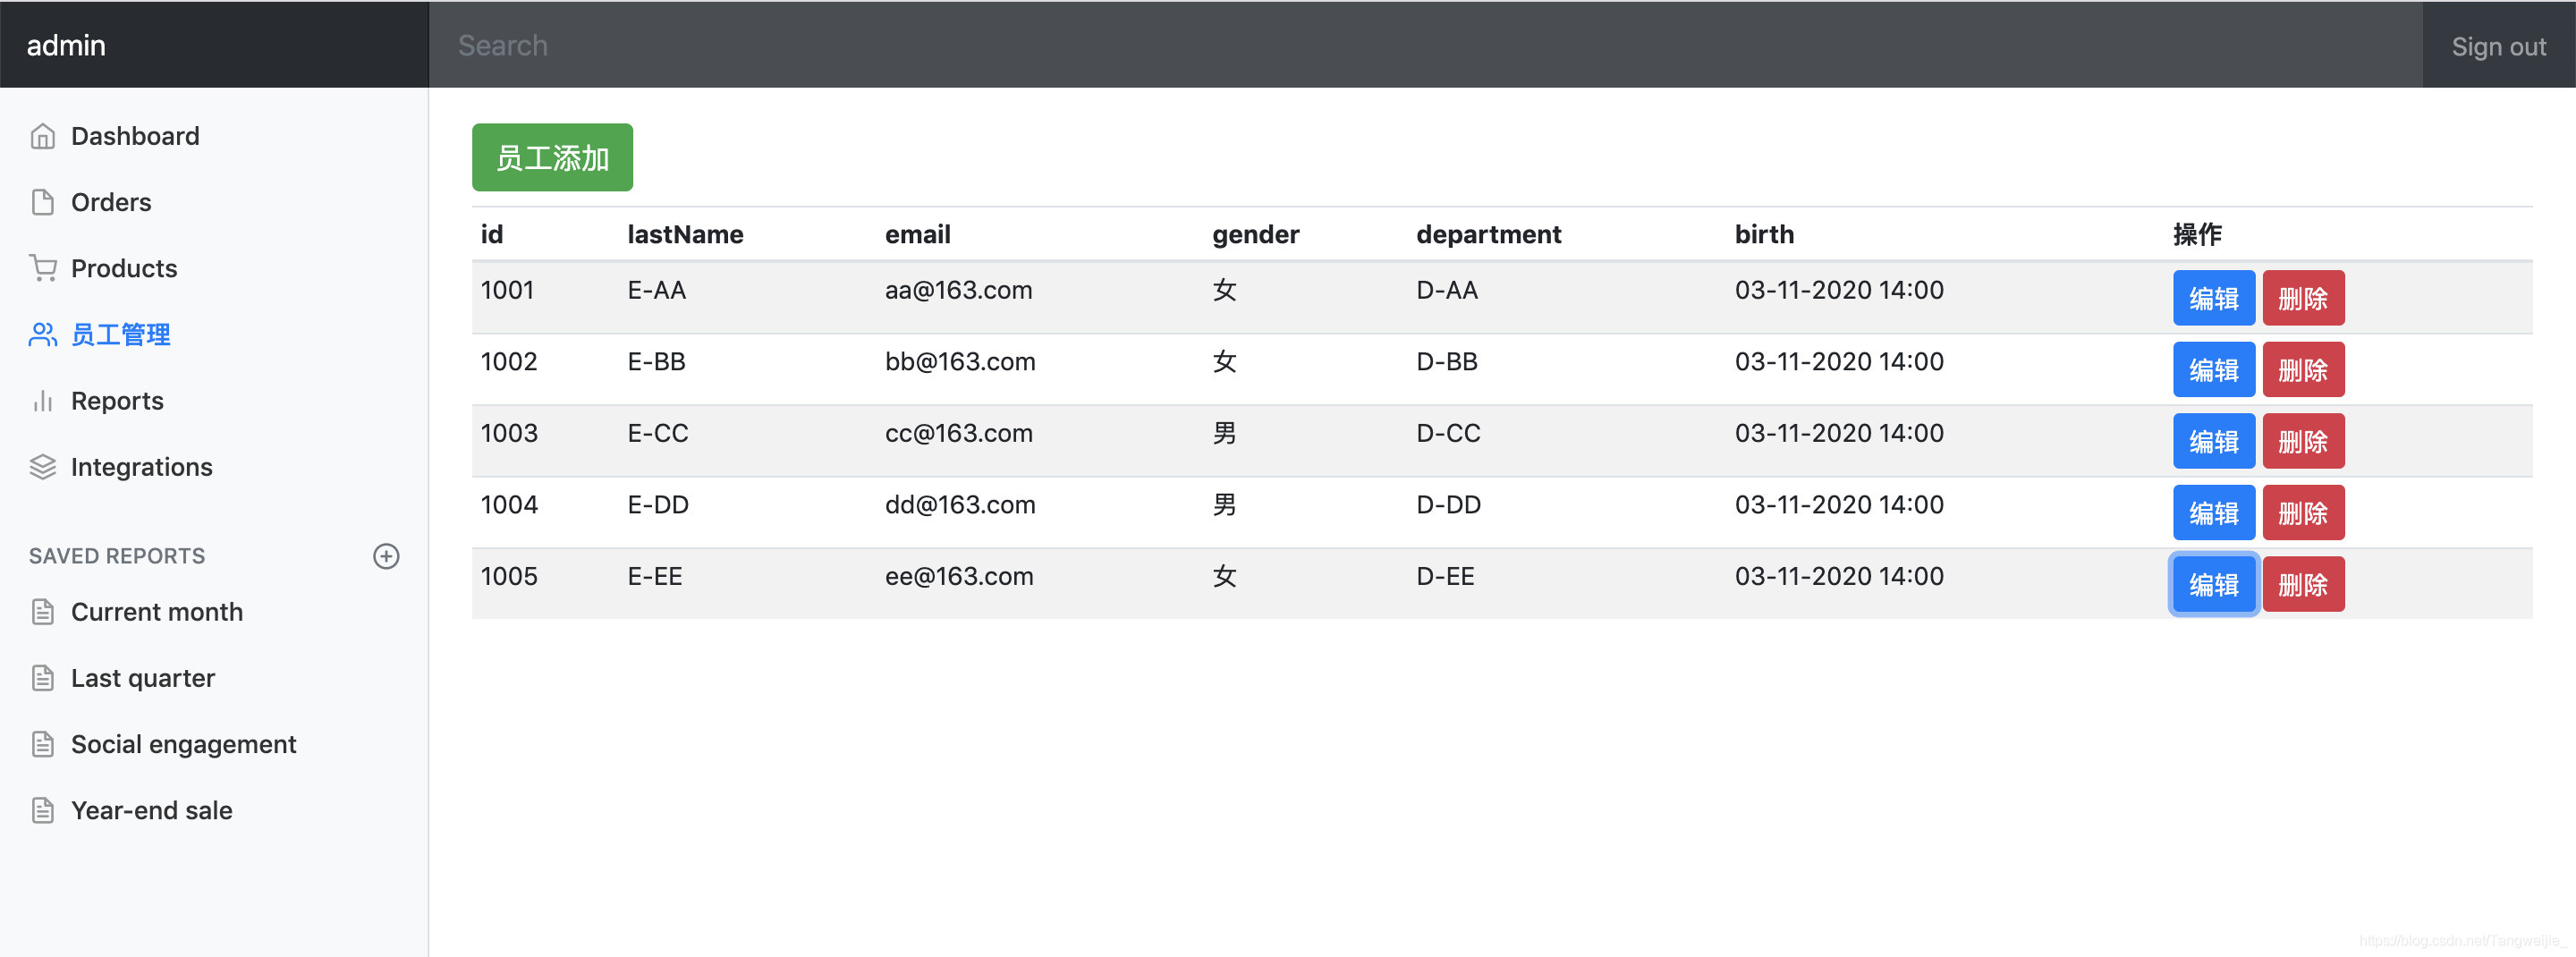 admin Search Sign out
Dashboard
Orders
Products
员工管理
Reports
Integrations
SAVED REPORTS
Current month
Last quarter
Social engagement
Year-end sale
员工添加
id lastName email gender department birth 操作
1001 E-AA aa@163.com 女 D-AA 03-11-2020 14:00 编辑 删除
1002 E-BB bb@163.com 女 D-BB 03-11-2020 14:00 编辑 删除
1003 E-CC cc@163.com 男 D-CC 03-11-2020 14:00 编辑 删除
1004 E-DD dd@163.com 男 D-DD 03-11-2020 14:00 编辑 删除
1005 E-EE ee@163.com 女 D-EE 03-11-2020 14:00 编辑 删除
https://blog.csdn.net/Tangweijie_